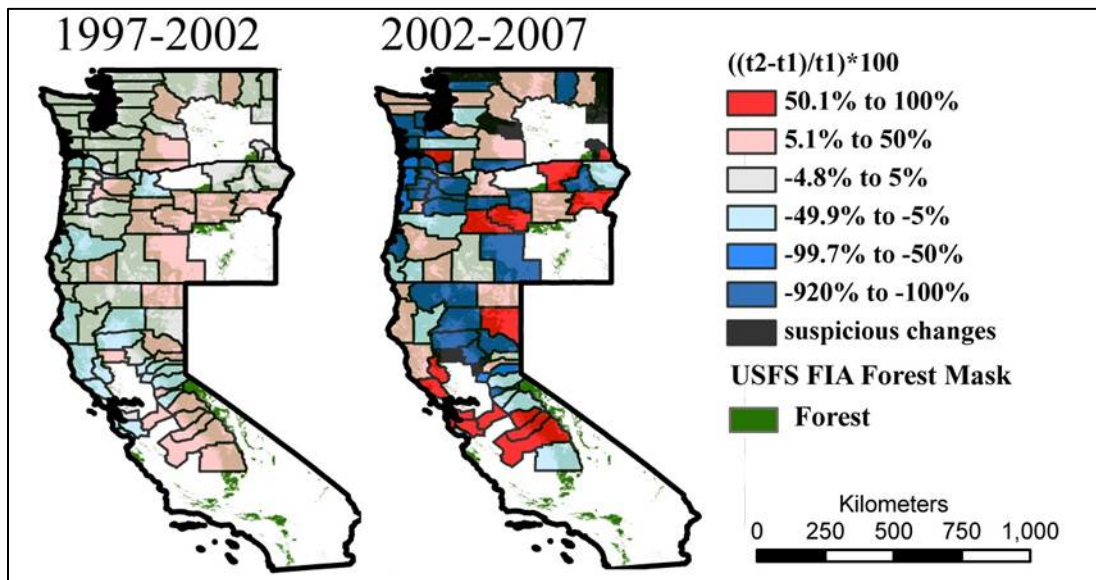 1997-2002
2002-2007
((t2-t1)/t1)*100
50.1% to 100%
5.1% to 50%
-4.8% to 5%
-49.9% to -5%
-99.7% to -50%
-920% to -100%
suspicious changes
USFS FIA Forest Mask
Forest
Kilometers
0 250 500 750 1,000